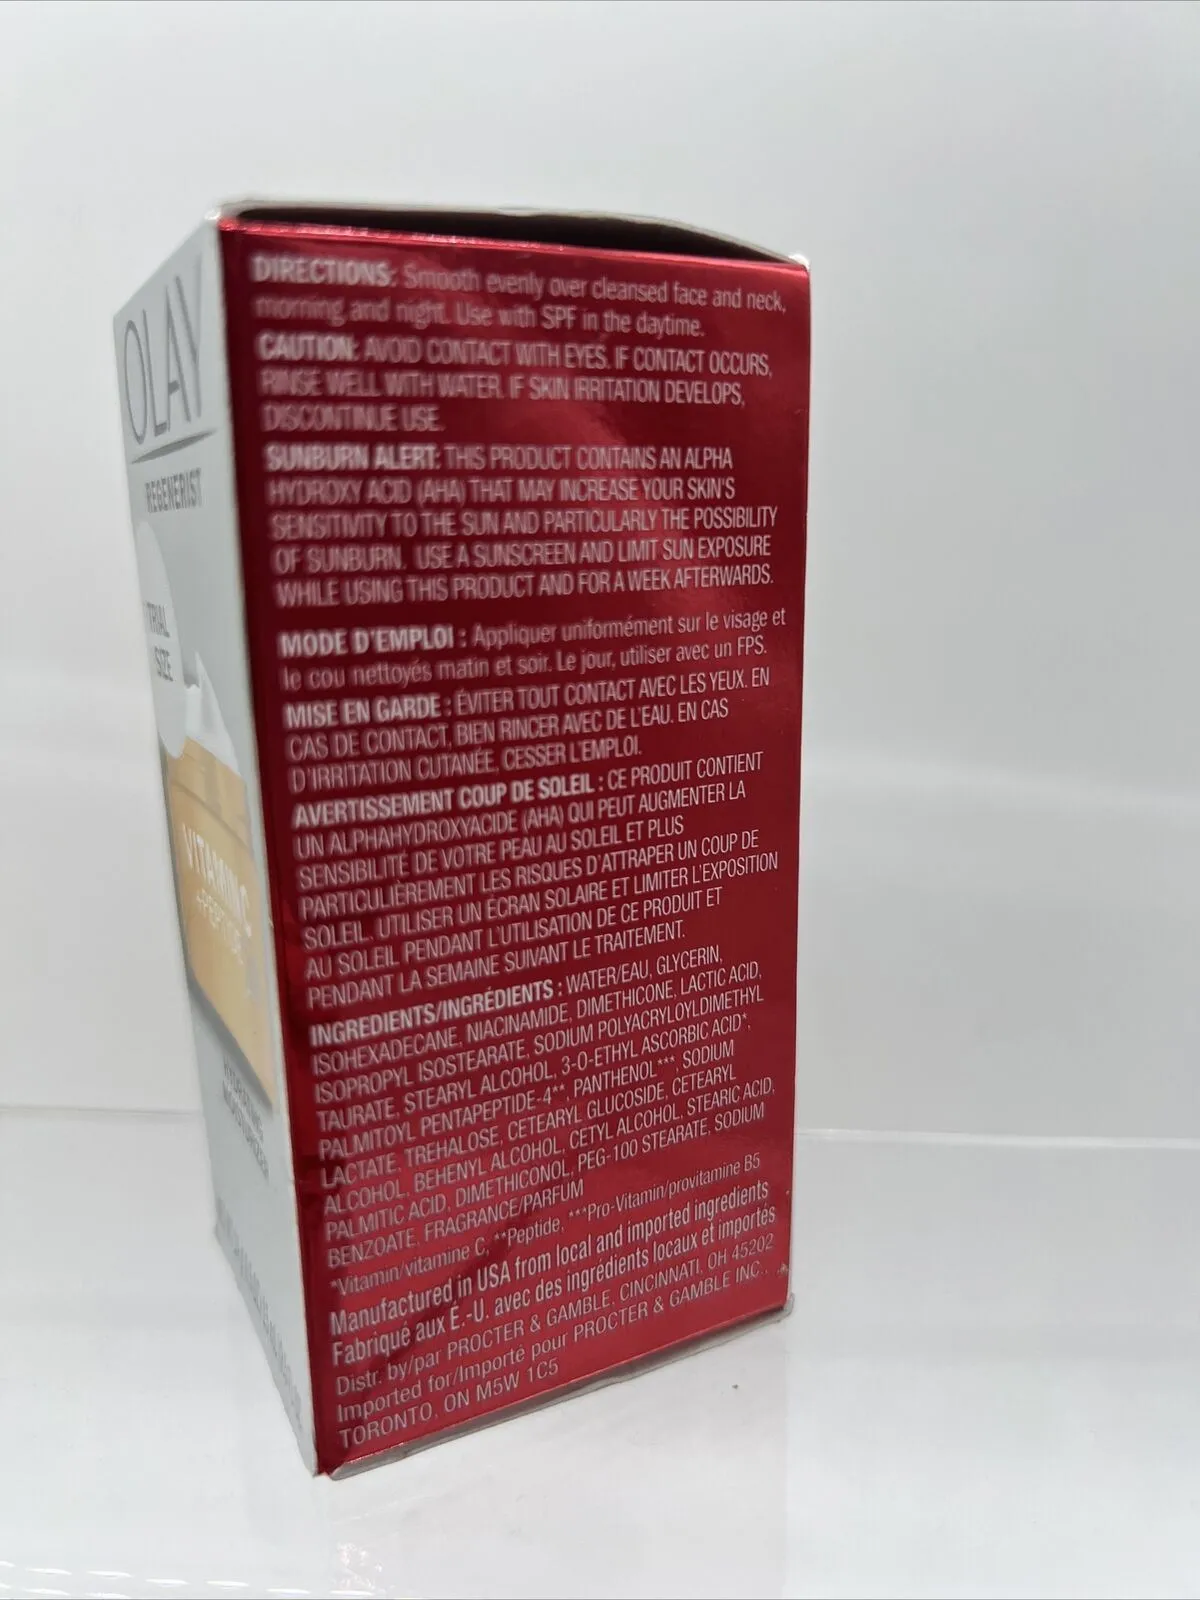 OLAY
REGENERIST
TRIAL
SIZE
VITAMIN C
+PEPTIDE
HYDRATING
MOISTURIZER
DIRECTIONS: Smooth evenly over cleansed face and neck,
morning and night. Use with SPF in the daytime.
CAUTION: AVOID CONTACT WITH EYES. IF CONTACT OCCURS,
RINSE WELL WITH WATER. IF SKIN IRRITATION DEVELOPS,
DISCONTINUE USE.
SUNBURN ALERT: THIS PRODUCT CONTAINS AN ALPHA
HYDROXY ACID (AHA) THAT MAY INCREASE YOUR SKIN'S
SENSITIVITY TO THE SUN AND PARTICULARLY THE POSSIBILITY
OF SUNBURN. USE A SUNSCREEN AND LIMIT SUN EXPOSURE
WHILE USING THIS PRODUCT AND FOR A WEEK AFTERWARDS.
MODE D'EMPLOI : Appliquer uniformément sur le visage et
le cou nettoyés matin et soir. Le jour, utiliser avec un FPS.
MISE EN GARDE : ÉVITER TOUT CONTACT AVEC LES YEUX. EN
CAS DE CONTACT, BIEN RINCER AVEC DE L'EAU. EN CAS
D'IRRITATION CUTANÉE, CESSER L'EMPLOI.
AVERTISSEMENT COUP DE SOLEIL : CE PRODUIT CONTIENT
UN ALPHAHYDROXYACIDE (AHA) QUI PEUT AUGMENTER LA
SENSIBILITÉ DE VOTRE PEAU AU SOLEIL ET PLUS
PARTICULIÈREMENT LES RISQUES D'ATTRAPER UN COUP DE
SOLEIL. UTILISER UN ÉCRAN SOLAIRE ET LIMITER L'EXPOSITION
AU SOLEIL PENDANT L'UTILISATION DE CE PRODUIT ET
PENDANT LA SEMAINE SUIVANT LE TRAITEMENT.
INGREDIENTS/INGRÉDIENTS : WATER/EAU, GLYCERIN,
ISOHEXADECANE, NIACINAMIDE, DIMETHICONE, LACTIC ACID,
ISOPROPYL ISOSTEARATE, SODIUM POLYACRYLOYLDIMETHYL
TAURATE, STEARYL ALCOHOL, 3-O-ETHYL ASCORBIC ACID*,
PALMITOYL PENTAPEPTIDE-4**, PANTHENOL***, SODIUM
LACTATE, TREHALOSE, CETEARYL GLUCOSIDE, CETEARYL
ALCOHOL, BEHENYL ALCOHOL, CETYL ALCOHOL, STEARIC ACID,
PALMITIC ACID, DIMETHICONOL, PEG-100 STEARATE, SODIUM
BENZOATE, FRAGRANCE/PARFUM
*Vitamin/vitamine C, **Peptide, ***Pro-Vitamin/provitamine B5
Manufactured in USA from local and imported ingredients
Fabriqué aux É.-U. avec des ingrédients locaux et importés
Distr. by/par PROCTER & GAMBLE, CINCINNATI, OH 45202
Imported for/Importé pour PROCTER & GAMBLE INC.,
TORONTO, ON M5W 1C5